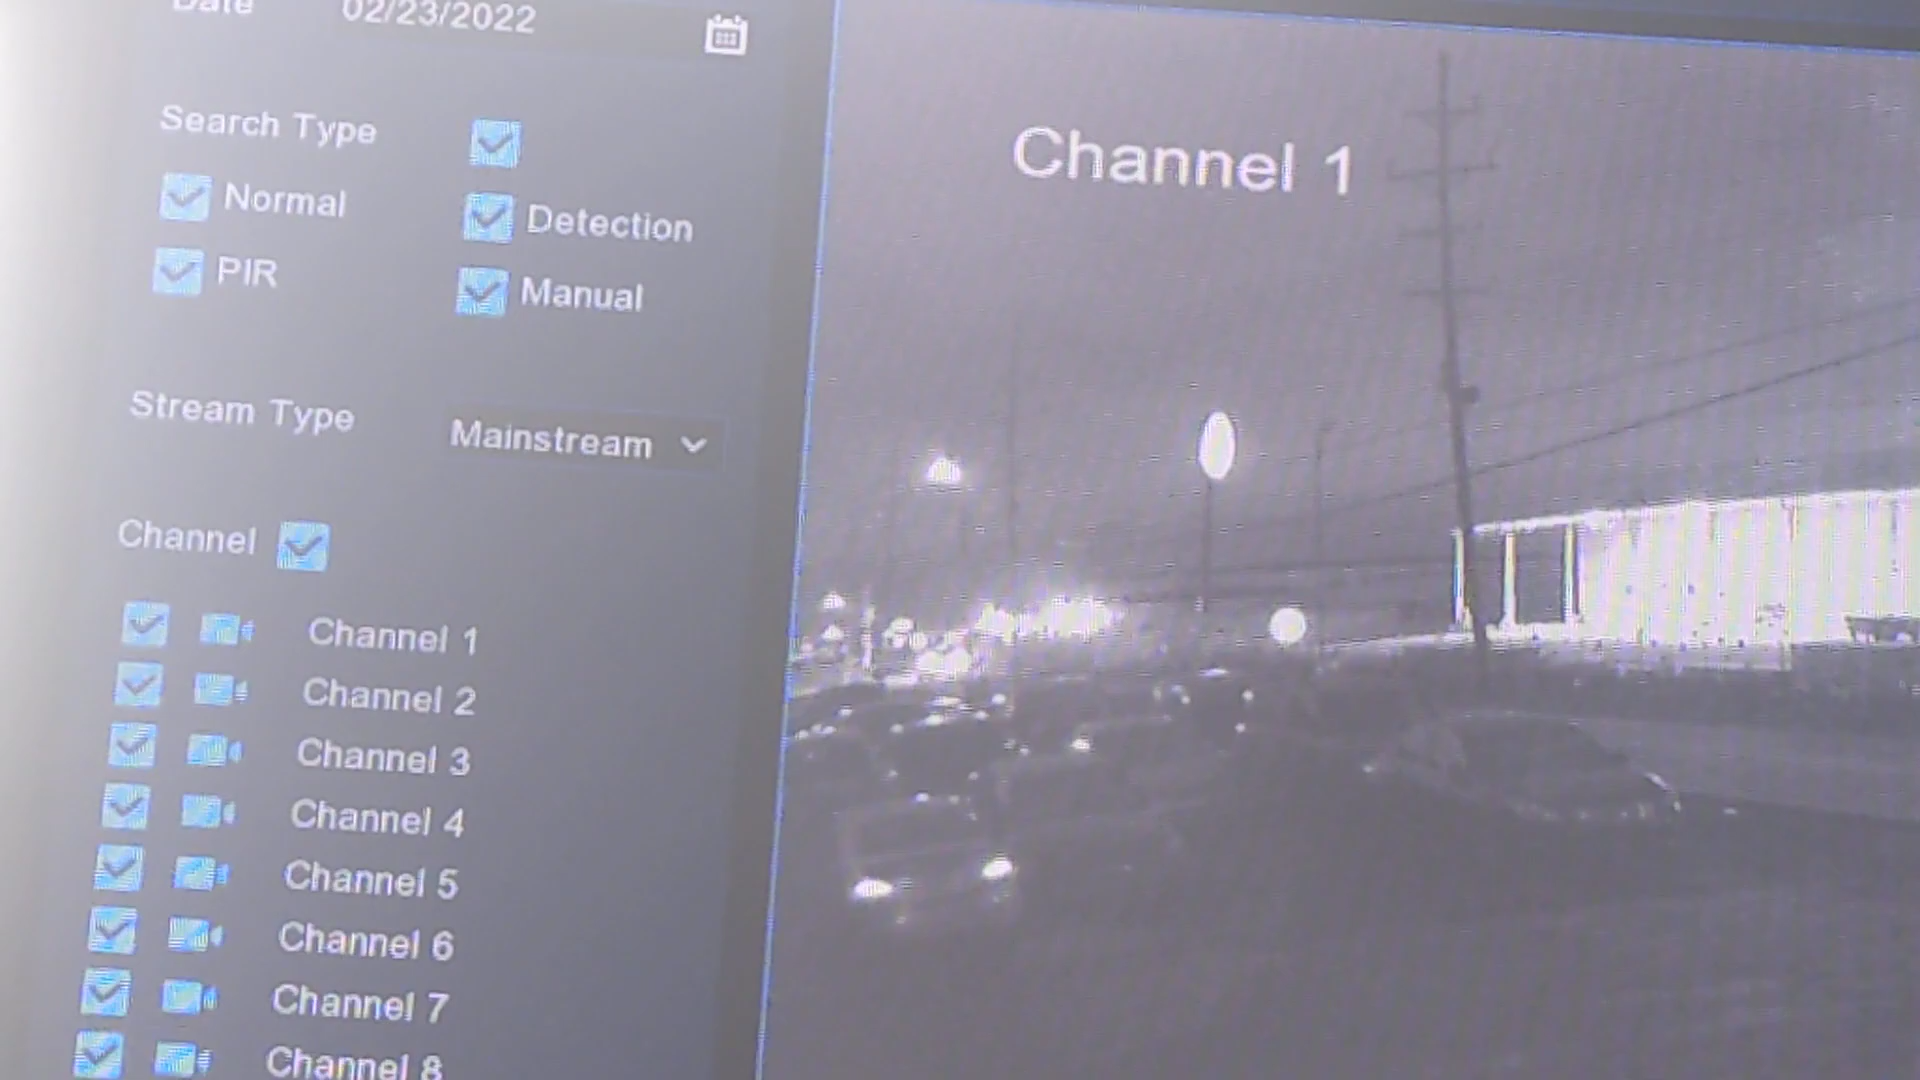 Date 02/23/2022
Search Type
Normal Detection
PIR Manual
Stream Type Mainstream
Channel
Channel 1
Channel 2
Channel 3
Channel 4
Channel 5
Channel 6
Channel 7
Channel 8
Channel 1